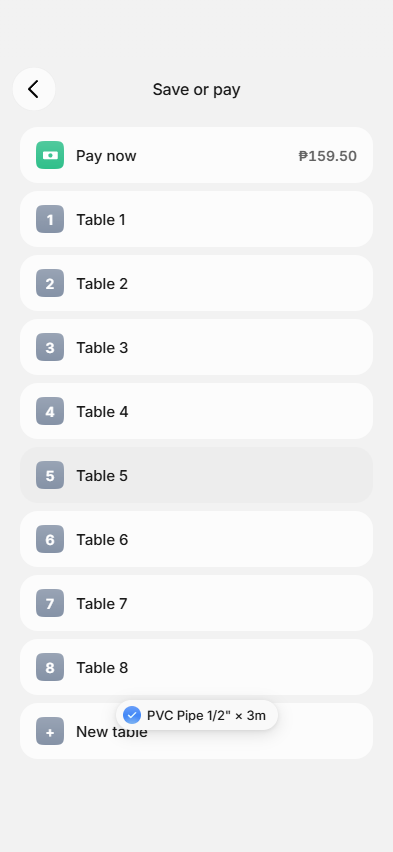 Save or pay
Pay now ₱159.50
1 Table 1
2 Table 2
3 Table 3
4 Table 4
5 Table 5
6 Table 6
7 Table 7
8 Table 8
PVC Pipe 1/2" × 3m
+ New table